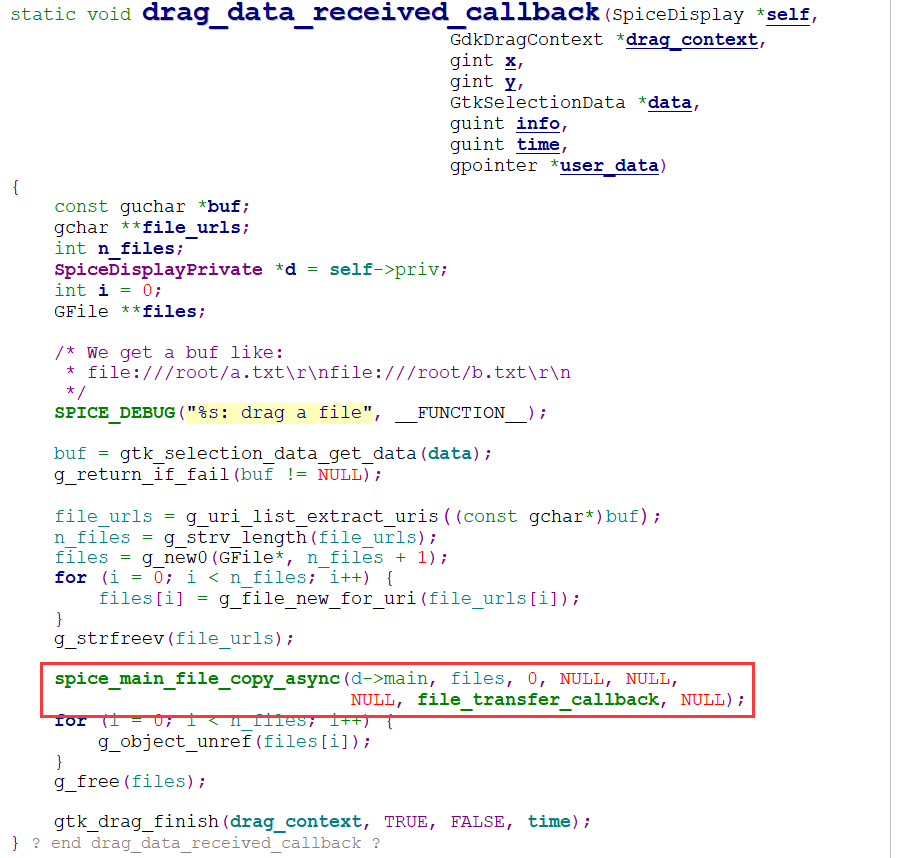 static void drag_data_received_callback(SpiceDisplay *self,
GdkDragContext *drag_context,
gint x,
gint y,
GtkSelectionData *data,
guint info,
guint time,
gpointer *user_data)
{
const guchar *buf;
gchar **file_urls;
int n_files;
SpiceDisplayPrivate *d = self->priv;
int i = 0;
GFile **files;
/* We get a buf like:
* file:///root/a.txt\r\nfile:///root/b.txt\r\n
*/
SPICE_DEBUG("%s: drag a file", __FUNCTION__);
buf = gtk_selection_data_get_data(data);
g_return_if_fail(buf != NULL);
file_urls = g_uri_list_extract_uris((const gchar*)buf);
n_files = g_strv_length(file_urls);
files = g_new0(GFile*, n_files + 1);
for (i = 0; i < n_files; i++) {
files[i] = g_file_new_for_uri(file_urls[i]);
}
g_strfreev(file_urls);
spice_main_file_copy_async(d->main, files, 0, NULL, NULL,
NULL, file_transfer_callback, NULL);
for (i = 0; i < n_files; i++) {
g_object_unref(files[i]);
}
g_free(files);
gtk_drag_finish(drag_context, TRUE, FALSE, time);
} ? end drag_data_received_callback ?